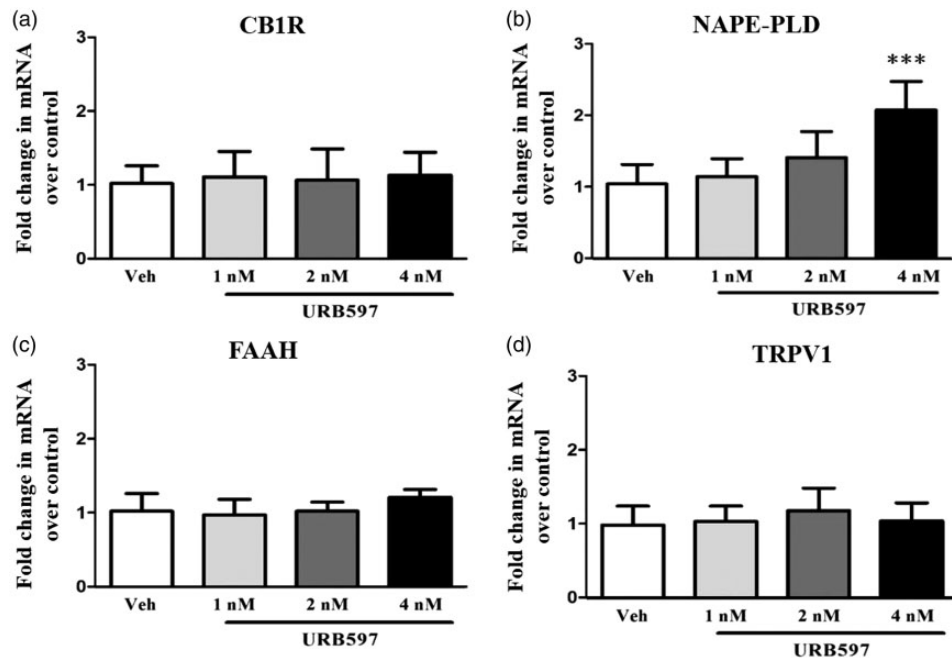 (a)
CB1R
Fold change in mRNA
over control
3
2
1
0
Veh
1 nM
2 nM
4 nM
URB597
(b)
NAPE-PLD
Fold change in mRNA
over control
3
2
1
0
***
Veh
1 nM
2 nM
4 nM
URB597
(c)
FAAH
Fold change in mRNA
over control
3
2
1
0
Veh
1 nM
2 nM
4 nM
URB597
(d)
TRPV1
Fold change in mRNA
over control
3
2
1
0
Veh
1 nM
2 nM
4 nM
URB597